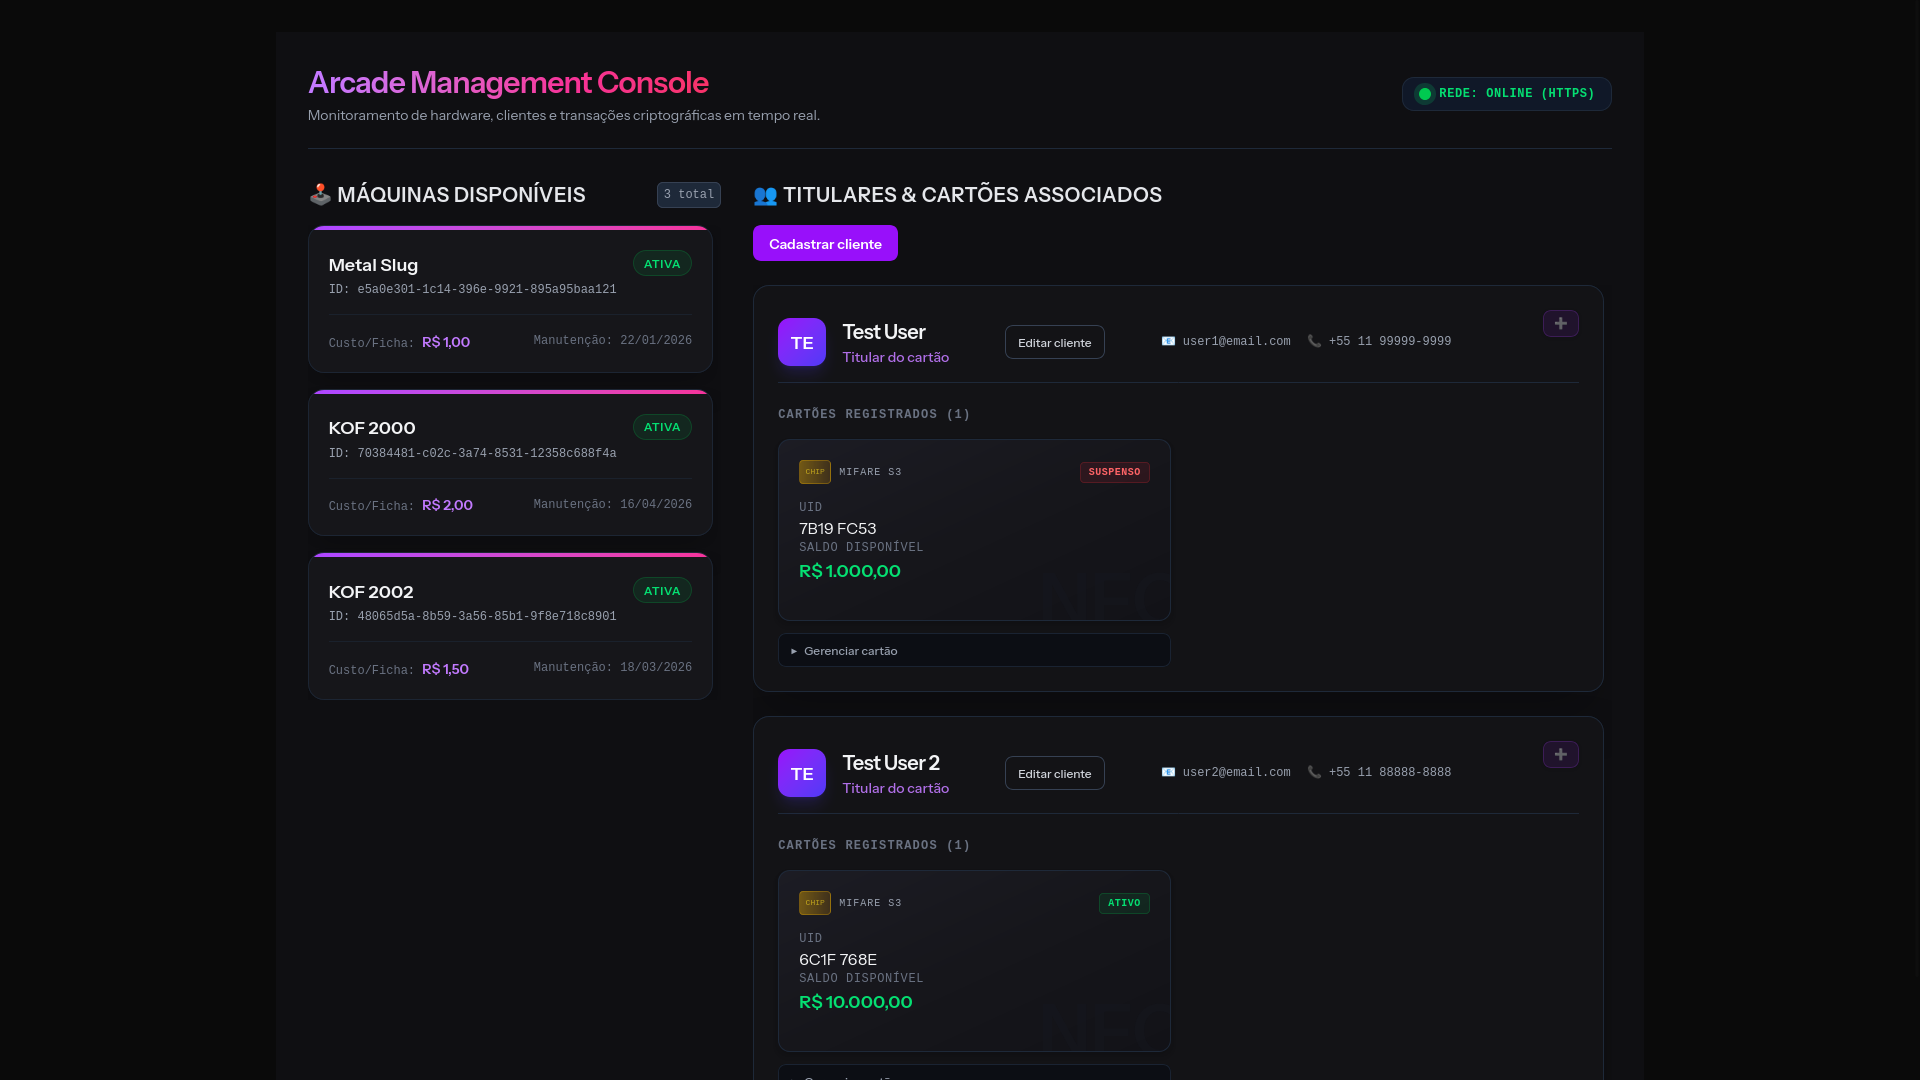 Arcade Management Console
Monitoramento de hardware, clientes e transações criptográficas em tempo real.
REDE: ONLINE (HTTPS)
MÁQUINAS DISPONÍVEIS
3 total
Metal Slug
ATIVA
ID: e5a0e301-1c14-396e-9921-895a95baa121
Custo/Ficha: R$ 1,00
Manutenção: 22/01/2026
KOF 2000
ATIVA
ID: 70384481-c02c-3a74-8531-12358c688f4a
Custo/Ficha: R$ 2,00
Manutenção: 16/04/2026
KOF 2002
ATIVA
ID: 48065d5a-8b59-3a56-85b1-9f8e718c8901
Custo/Ficha: R$ 1,50
Manutenção: 18/03/2026
TITULARES & CARTÕES ASSOCIADOS
Cadastrar cliente
TE
Test User
Titular do cartão
Editar cliente
user1@email.com
+55 11 99999-9999
CARTÕES REGISTRADOS (1)
CHIP
MIFARE S3
SUSPENSO
UID
7B19 FC53
SALDO DISPONÍVEL
R$ 1.000,00
Gerenciar cartão
TE
Test User 2
Titular do cartão
Editar cliente
user2@email.com
+55 11 88888-8888
CARTÕES REGISTRADOS (1)
CHIP
MIFARE S3
ATIVO
UID
6C1F 768E
SALDO DISPONÍVEL
R$ 10.000,00